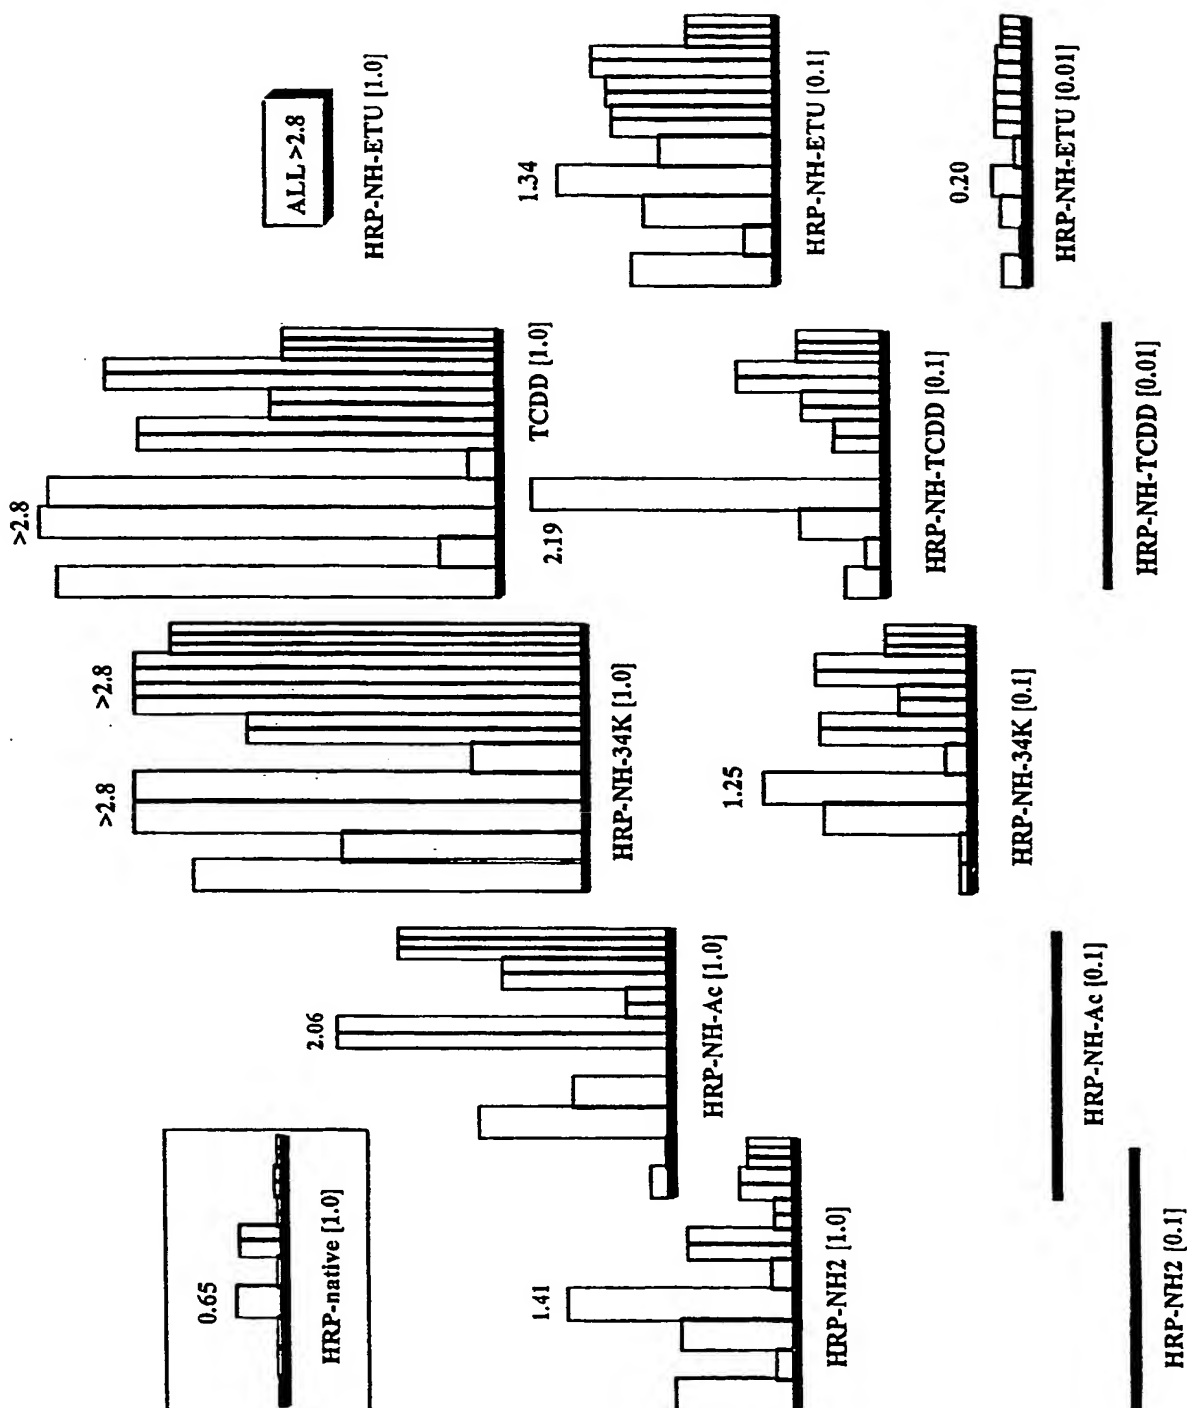 ALL >2.8
HRP-NH-ETU [1.0]
1.34
HRP-NH-ETU [0.1]
0.20
HRP-NH-ETU [0.01]
>2.8
TCDD [1.0]
2.19
HRP-NH-TCDD [0.1]
HRP-NH-TCDD [0.01]
>2.8
>2.8
HRP-NH-34K [1.0]
1.25
HRP-NH-34K [0.1]
2.06
HRP-NH-Ac [1.0]
HRP-NH-Ac [0.1]
0.65
HRP-native [1.0]
1.41
HRP-NH2 [1.0]
HRP-NH2 [0.1]